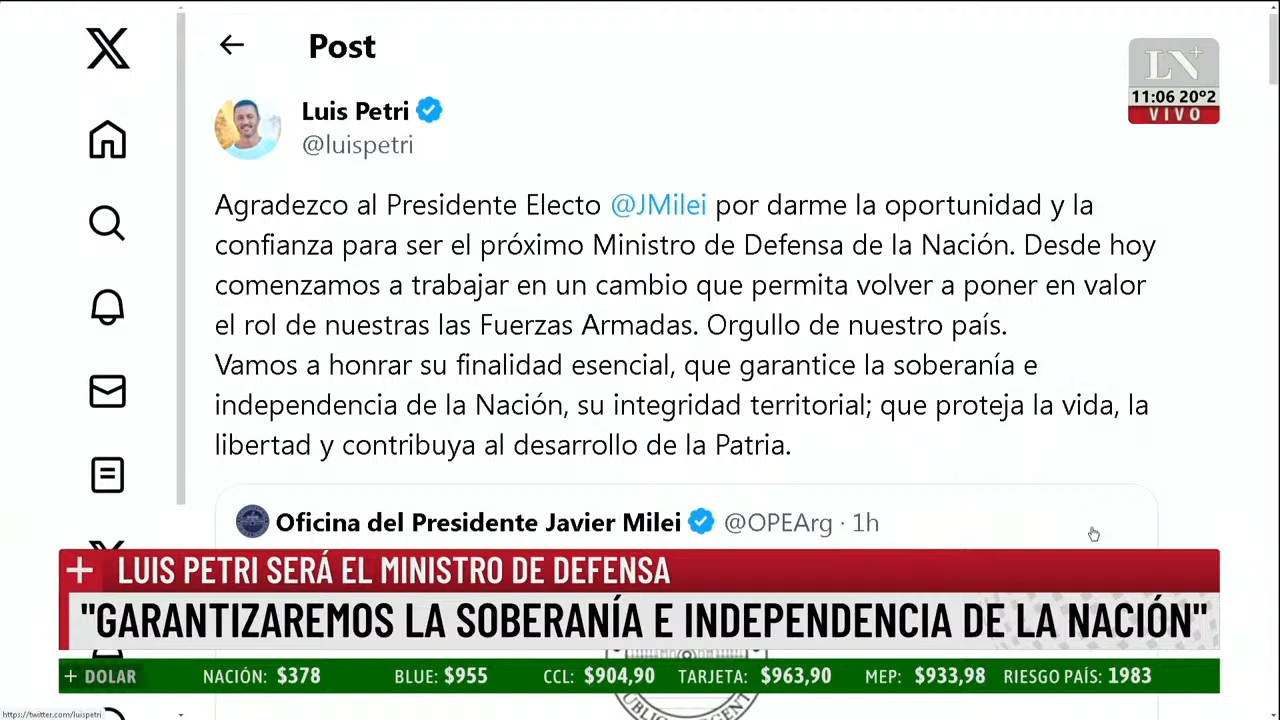 Post
LN+
11:06 20º2
VIVO
Luis Petri
@luispetri
Agradezco al Presidente Electo @JMilei por darme la oportunidad y la
confianza para ser el próximo Ministro de Defensa de la Nación. Desde hoy
comenzamos a trabajar en un cambio que permita volver a poner en valor
el rol de nuestras las Fuerzas Armadas. Orgullo de nuestro país.
Vamos a honrar su finalidad esencial, que garantice la soberanía e
independencia de la Nación, su integridad territorial; que proteja la vida, la
libertad y contribuya al desarrollo de la Patria.
Oficina del Presidente Javier Milei @OPEArg · 1h
+ LUIS PETRI SERÁ EL MINISTRO DE DEFENSA
"GARANTIZAREMOS LA SOBERANÍA E INDEPENDENCIA DE LA NACIÓN"
+ DOLAR NACIÓN: $378 BLUE: $955 CCL: $904,90 TARJETA: $963,90 MEP: $933,98 RIESGO PAÍS: 1983
https://twitter.com/luispetri